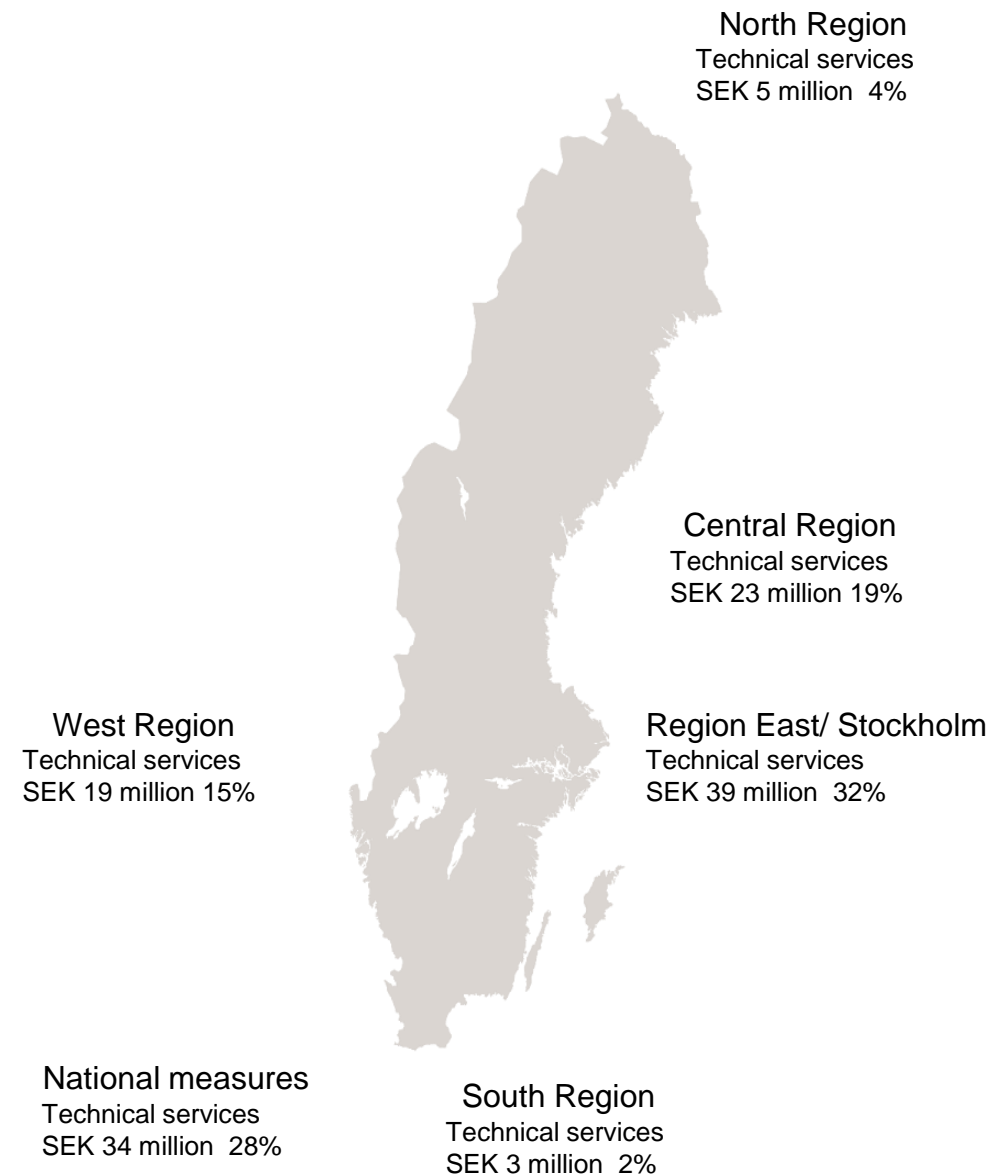 North Region
Technical services
SEK 5 million 4%
Central Region
Technical services
SEK 23 million 19%
West Region
Technical services
SEK 19 million 15%
Region East/ Stockholm
Technical services
SEK 39 million 32%
National measures
Technical services
SEK 34 million 28%
South Region
Technical services
SEK 3 million 2%